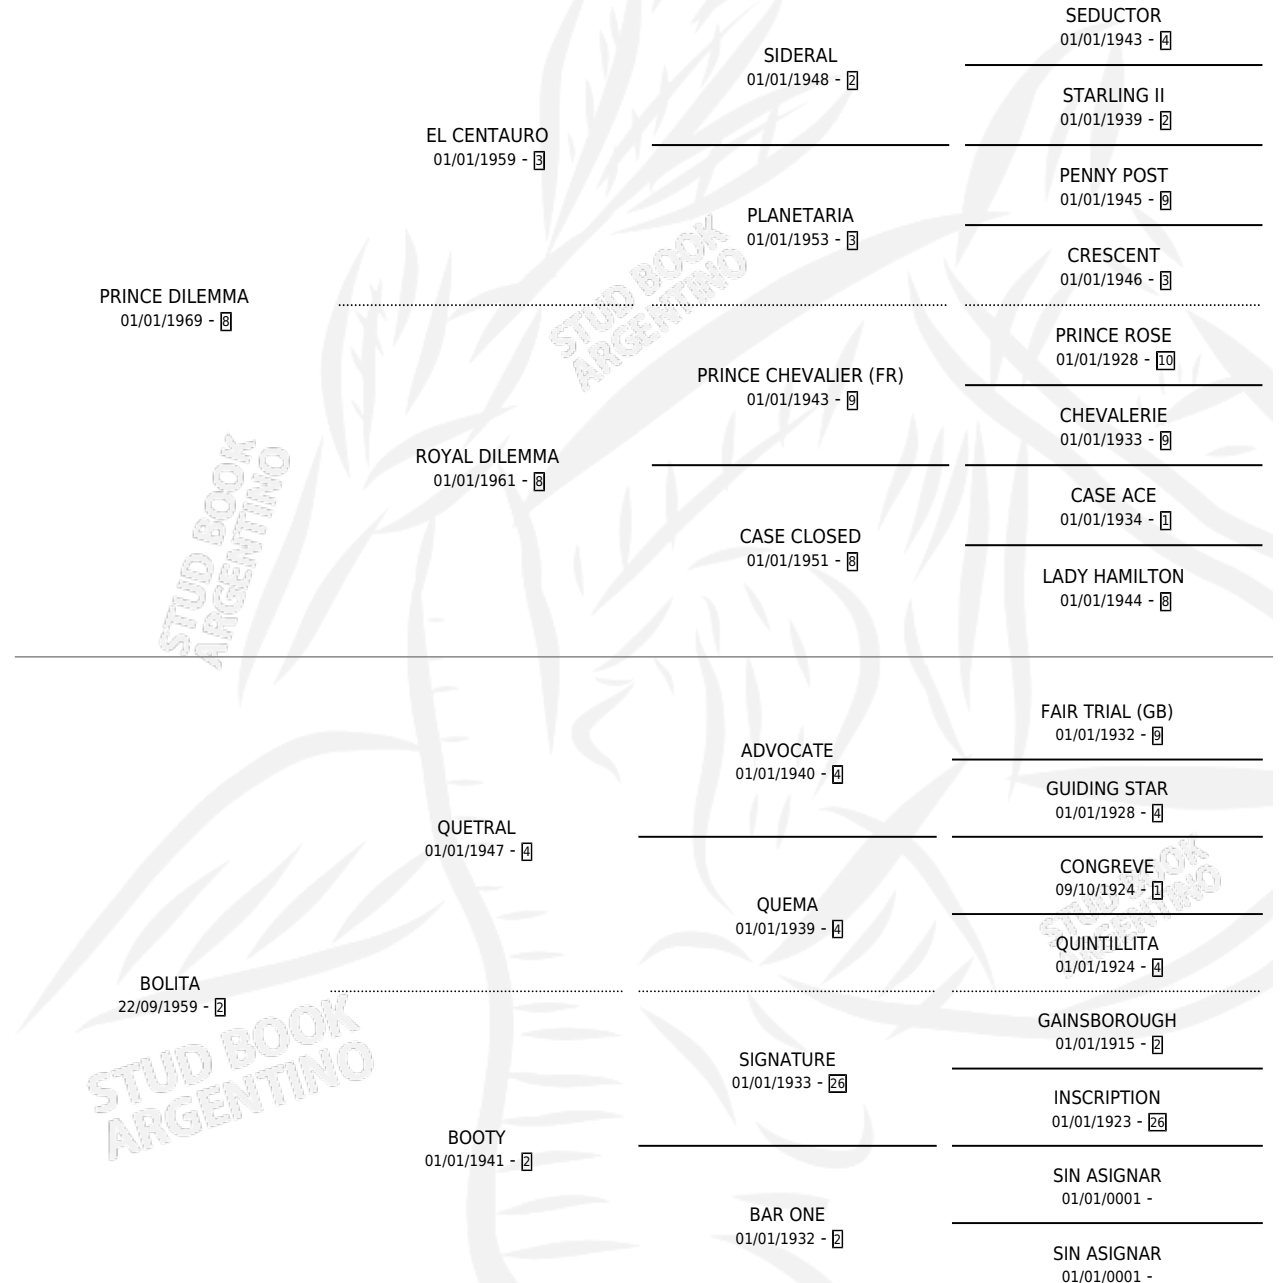 SEDUCTOR
01/01/1943 - 4
SIDERAL
01/01/1948 - 2
STARLING II
01/01/1939 - 2
EL CENTAURO
01/01/1959 - 3
PENNY POST
01/01/1945 - 9
PLANETARIA
01/01/1953 - 3
CRESCENT
01/01/1946 - 3
PRINCE DILEMMA
01/01/1969 - 8
PRINCE ROSE
01/01/1928 - 10
PRINCE CHEVALIER (FR)
01/01/1943 - 9
CHEVALERIE
01/01/1933 - 9
ROYAL DILEMMA
01/01/1961 - 8
CASE ACE
01/01/1934 - 1
CASE CLOSED
01/01/1951 - 8
LADY HAMILTON
01/01/1944 - 8
FAIR TRIAL (GB)
01/01/1932 - 9
ADVOCATE
01/01/1940 - 4
GUIDING STAR
01/01/1928 - 4
QUETRAL
01/01/1947 - 4
CONGREVE
09/10/1924 - 1
QUEMA
01/01/1939 - 4
QUINTILLITA
01/01/1924 - 4
BOLITA
22/09/1959 - 2
GAINSBOROUGH
01/01/1915 - 2
SIGNATURE
01/01/1933 - 26
INSCRIPTION
01/01/1923 - 26
BOOTY
01/01/1941 - 2
SIN ASIGNAR
01/01/0001 -
BAR ONE
01/01/1932 - 2
SIN ASIGNAR
01/01/0001 -
STUD BOOK
ARGENTINO
STUD BOOK
ARGENTINO
STUD BOOK
ARGENTINO
STUD BOOK
ARGENTINO